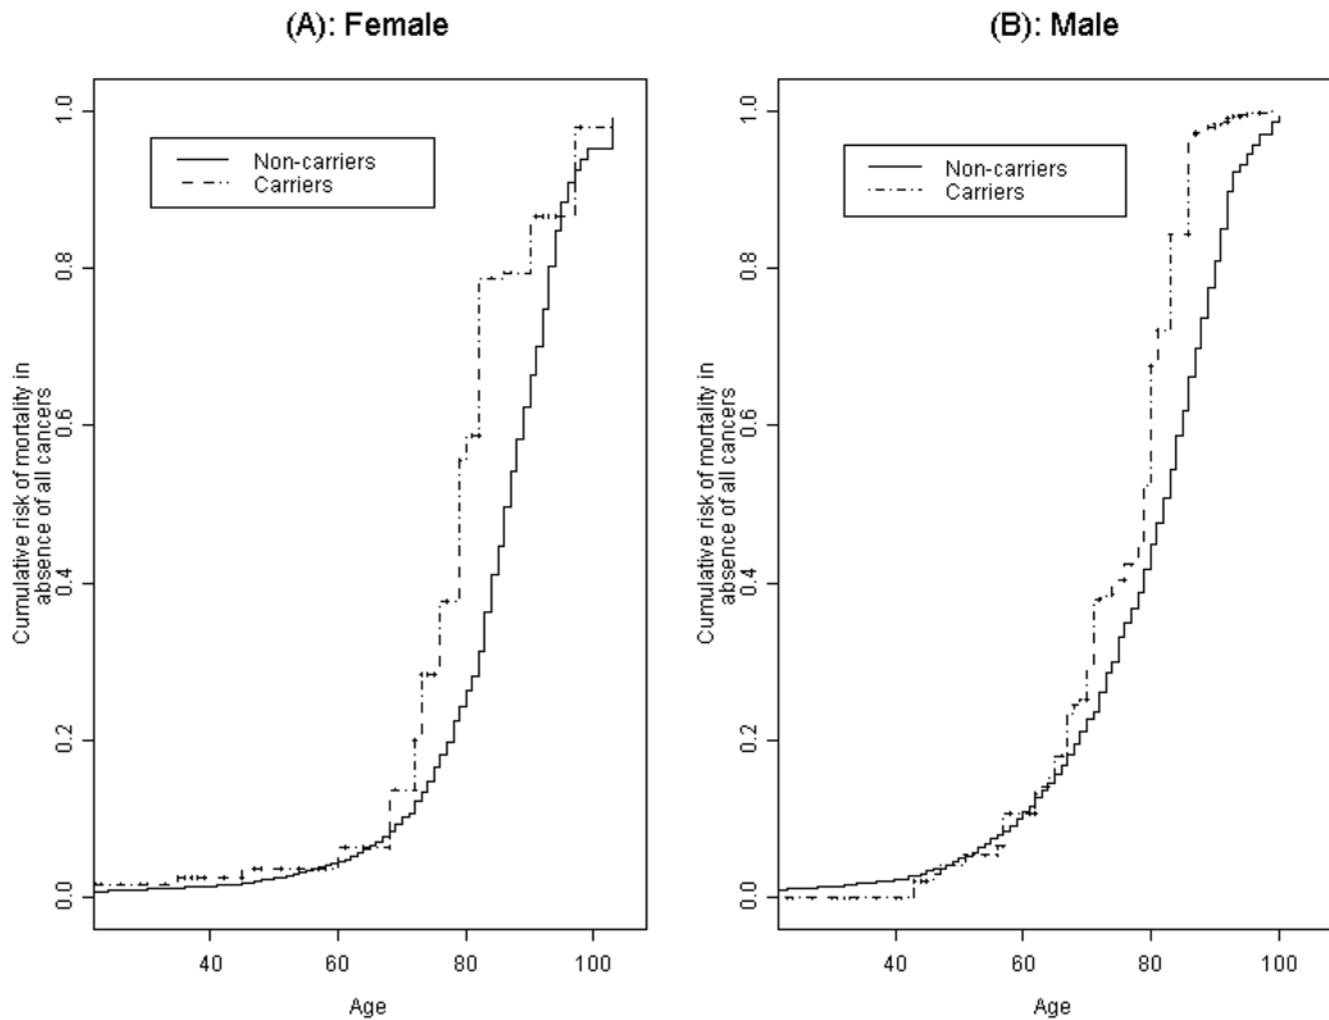 (A): Female
Cumulative risk of mortality in
absence of all cancers
1.0
0.8
0.6
0.4
0.2
0.0
Non-carriers
Carriers
40
60
80
100
Age
(B): Male
Cumulative risk of mortality in
absence of all cancers
1.0
0.8
0.6
0.4
0.2
0.0
Non-carriers
Carriers
40
60
80
100
Age